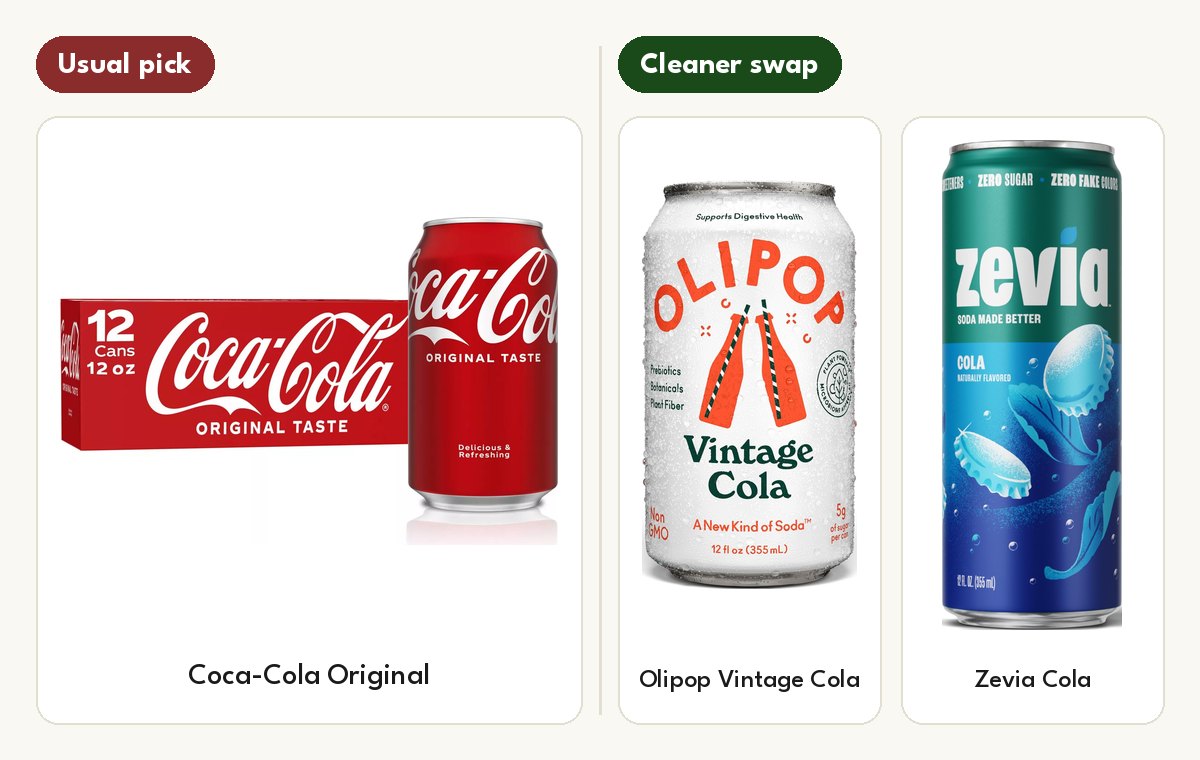 Usual pick
Cleaner swap
12
Cans
12 oz
Coca-Cola
ORIGINAL TASTE
Coca-Cola
ORIGINAL TASTE
Delicious &
Refreshing
Coca-Cola Original
Supports Digestive Health
OLIPOP
Prebiotics
Botanicals
Plant Fiber
Vintage
Cola
A New Kind of Soda™
Non
GMO
5g
of sugar
per can
12 fl oz (355 mL)
Olipop Vintage Cola
ZERO SUGAR • ZERO FAKE COLORS
zevia
SODA MADE BETTER
COLA
NATURALLY FLAVORED
12 FL. OZ. (355 mL)
Zevia Cola